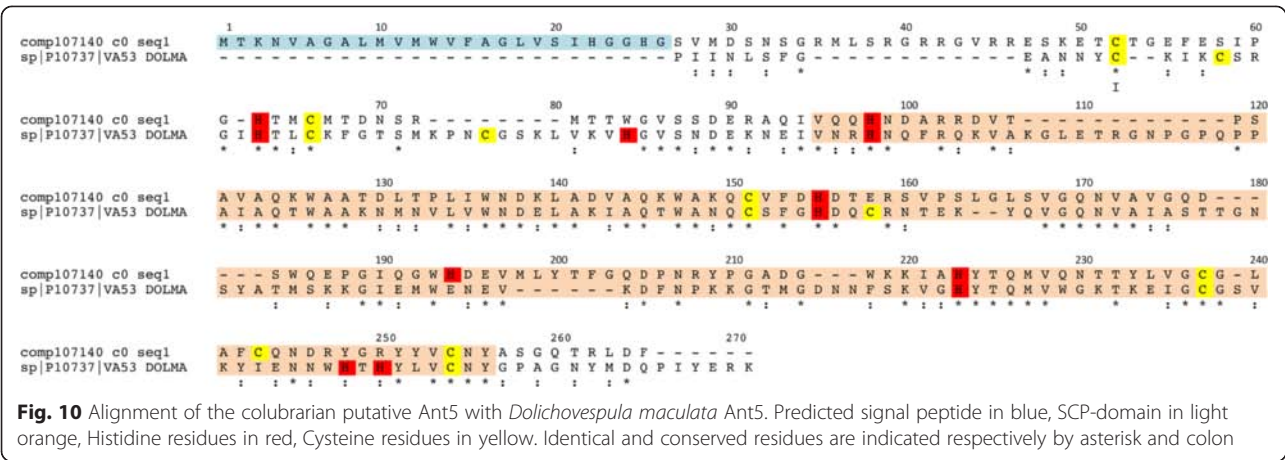 1 10 20 30 40 50 60
comp107140 c0 seq1 M T K N V A G A L M V M W V F A G L V S I H G G H G S V M D S N S G R M L S R G R R G V R R E S K E T C T G E F E S I P
sp|P10737|VA53 DOLMA - - - - - - - - - - - - - - - - - - - - - - - - - - P I I N L S F G - - - - - - - - - - - - E A N N Y C - - K I K C S R
: : : : * * : : * : :
I
70 80 90 100 110 120
comp107140 c0 seq1 G - H T M C M T D N S R - - - - - - - - M T T W G V S S D E R A Q I V Q Q H N D A R R D V T - - - - - - - - - - - - P S
sp|P10737|VA53 DOLMA G I H T L C K F G T S M K P N C G S K L V K V H G V S N D E K N E I V N R H N Q F R Q K V A K G L E T R G N P G P Q P P
* * * : * * : * * * : : * : * * : : * * * : * : *
130 140 150 160 170 180
comp107140 c0 seq1 A V A Q K W A A T D L T P L I W N D K L A D V A Q K W A K Q C V F D H D T E R S V P S L G L S V G Q N V A V G Q D - - -
sp|P10737|VA53 DOLMA A I A Q T W A A K N M N V L V W N D E L A K I A Q T W A N Q C S F G H D Q C R N T E K - - Y Q V G Q N V A I A S T T G N
190 200 210 220 230 240
comp107140 c0 seq1 - - - S W Q E P G I Q G W H D E V M L Y T F G Q D P N R Y P G A D G - - - W K K I A H Y T Q M V Q N T T Y L V G C G - L
sp|P10737|VA53 DOLMA S Y A T M S K K G I E M W E N E V - - - - - - K D F N P K K G T M G D N N F S K V G H Y T Q M V W G K T K E I G C G S V
250 260 270
comp107140 c0 seq1 A F C Q N D R Y G R Y Y V C N Y A S G Q T R L D F - - - - - -
sp|P10737|VA53 DOLMA K Y I E N N W H T H Y L V C N Y G P A G N Y M D Q P I Y E R K
Fig. 10 Alignment of the colubrarian putative Ant5 with Dolichovespula maculata Ant5. Predicted signal peptide in blue, SCP-domain in light
orange, Histidine residues in red, Cysteine residues in yellow. Identical and conserved residues are indicated respectively by asterisk and colon